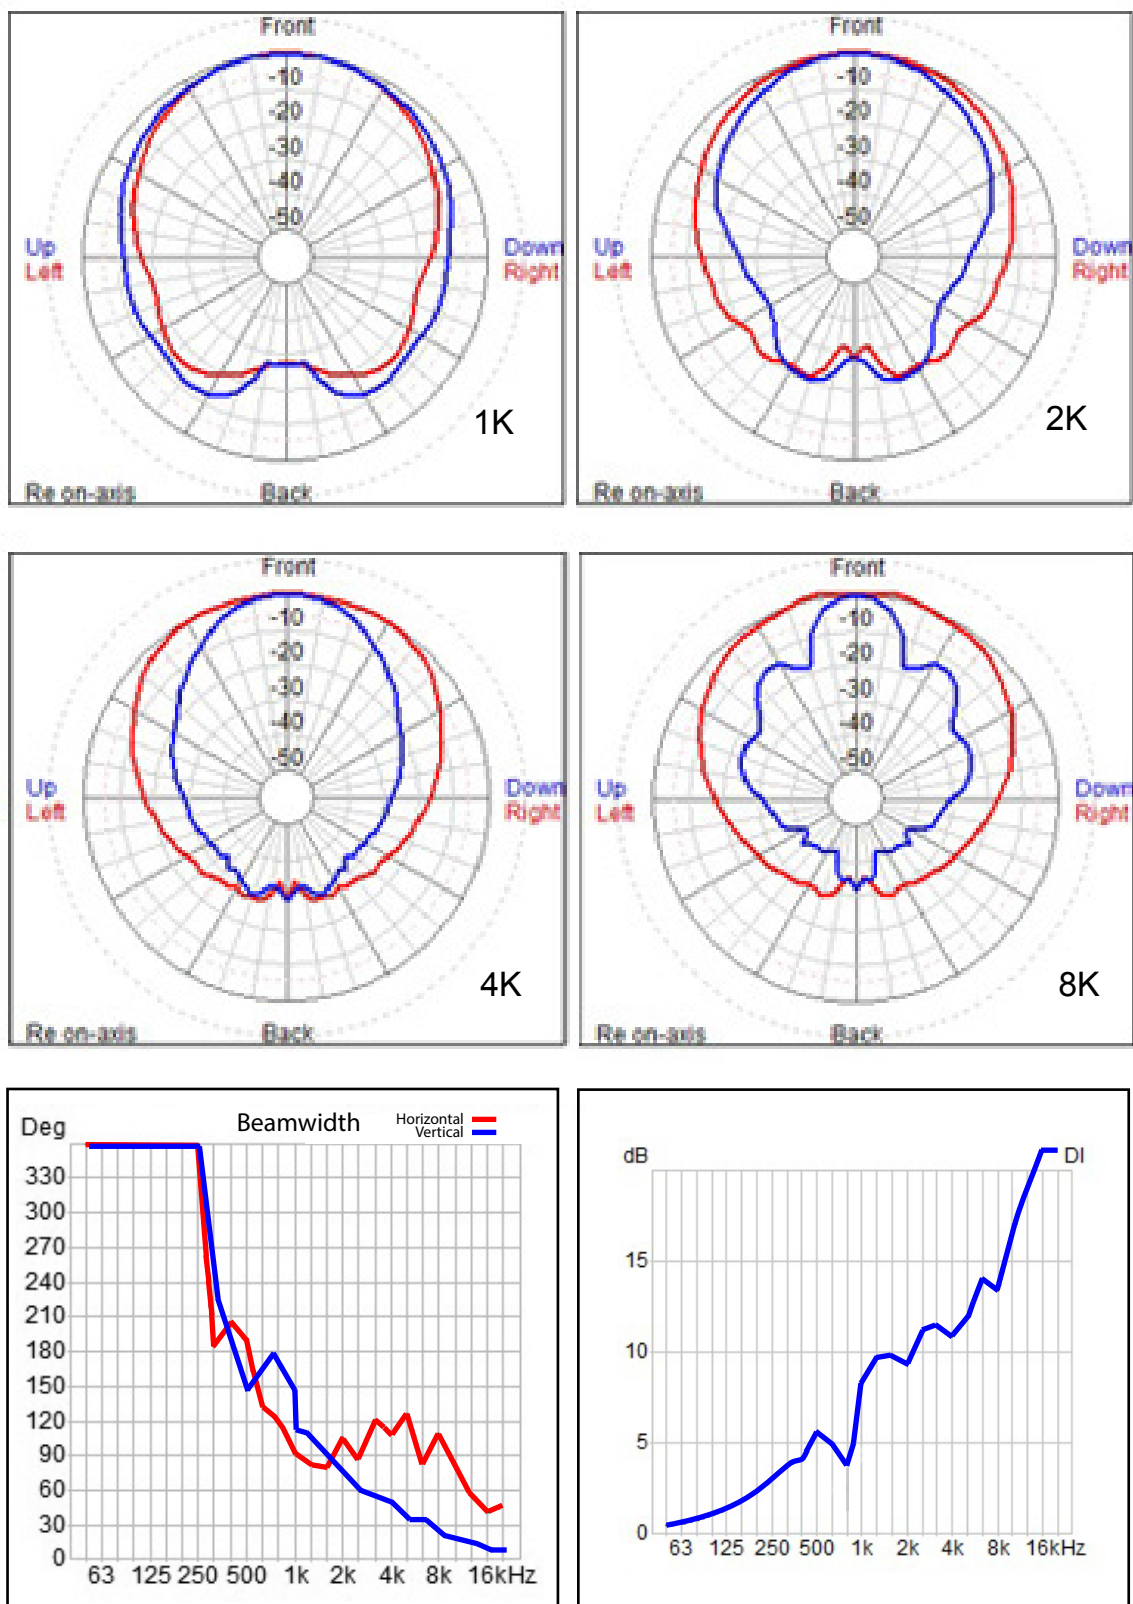 Front
-10
-20
-30
-40
-50
Up Down
Left Right
1K
Re on-axis Back
Front
-10
-20
-30
-40
-50
Up Down
Left Right
2K
Re on-axis Back
Front
-10
-20
-30
-40
-50
Up Down
Left Right
4K
Re on-axis Back
Front
-10
-20
-30
-40
-50
Up Down
Left Right
8K
Re on-axis Back
Deg Beamwidth Horizontal
Vertical
330
300
270
240
210
180
150
120
90
60
30
0
63 125 250 500 1k 2k 4k 8k 16kHz
dB DI
15
10
5
0
63 125 250 500 1k 2k 4k 8k 16kHz